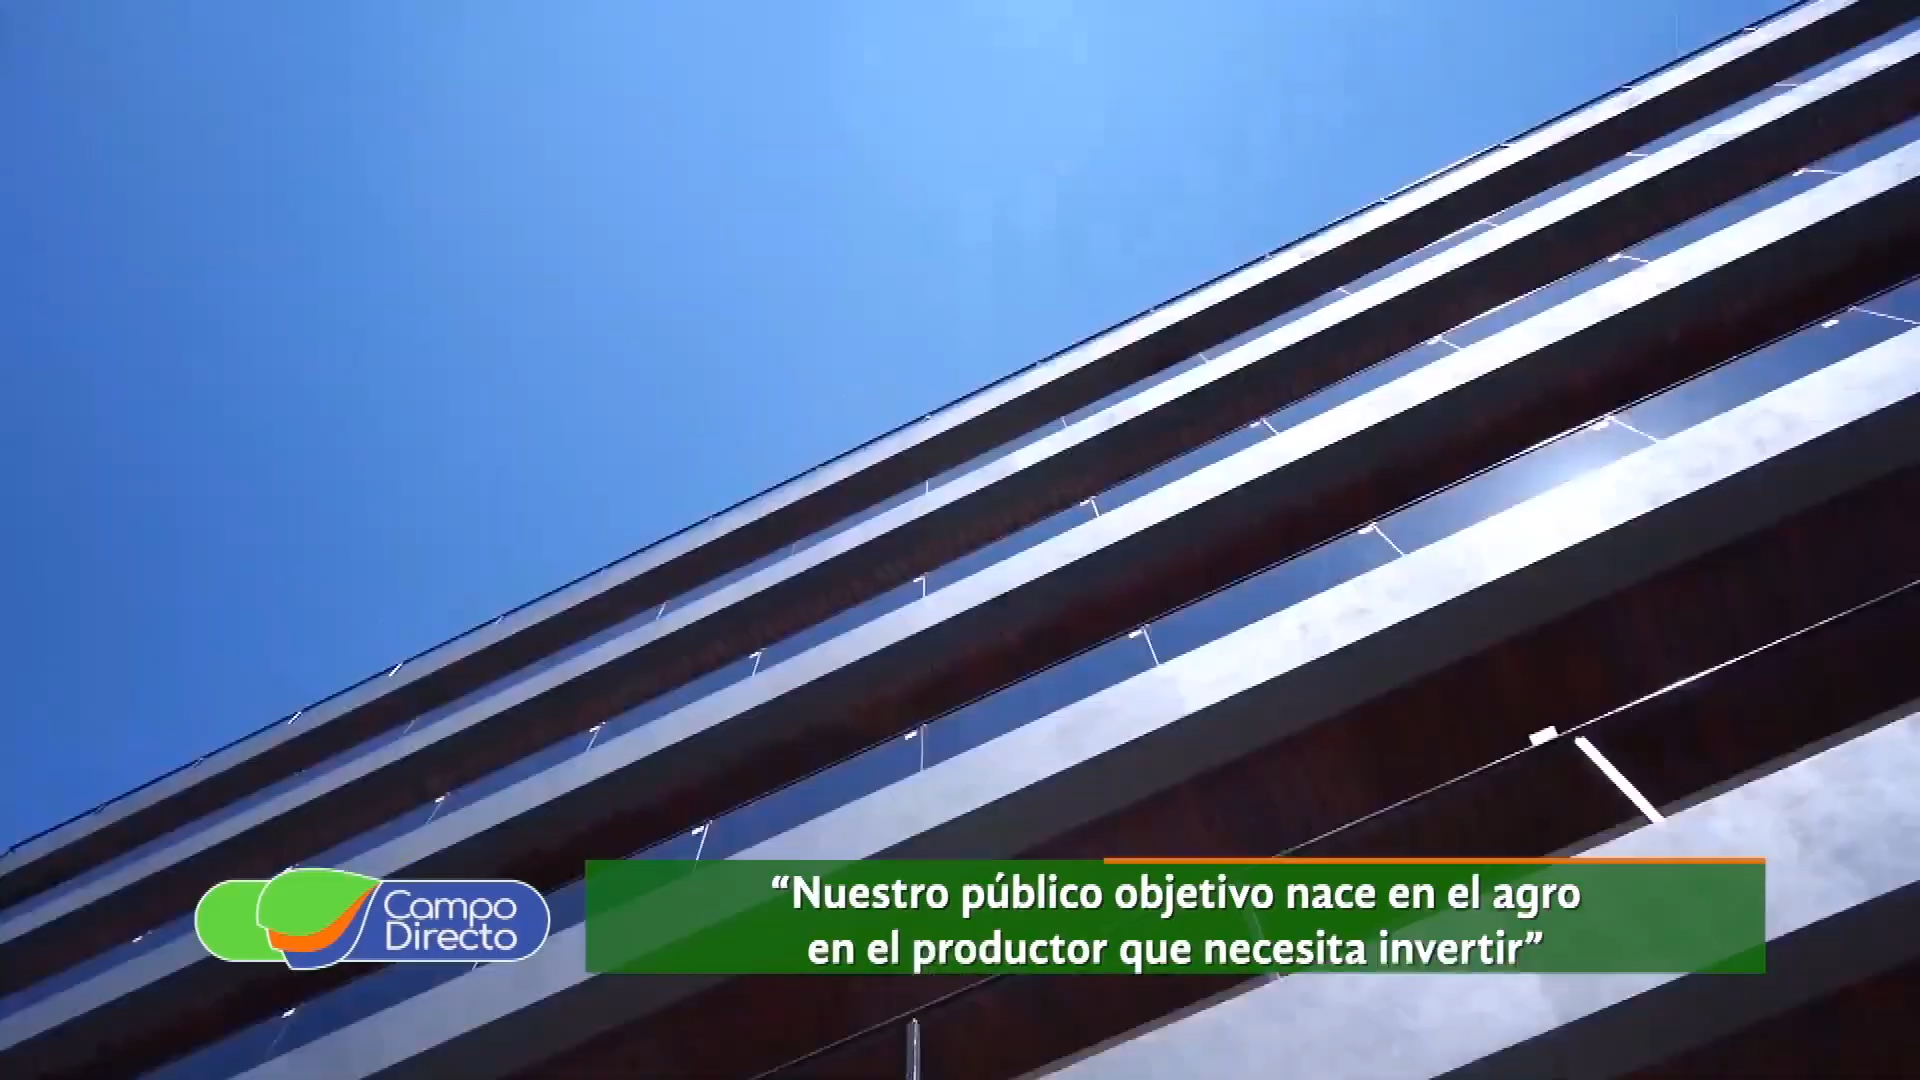 Campo
Directo
“Nuestro público objetivo nace en el agro
en el productor que necesita invertir”